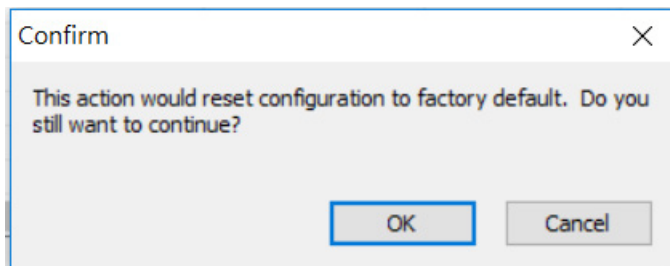 Confirm
This action would reset configuration to factory default.  Do you
still want to continue?
OK
Cancel